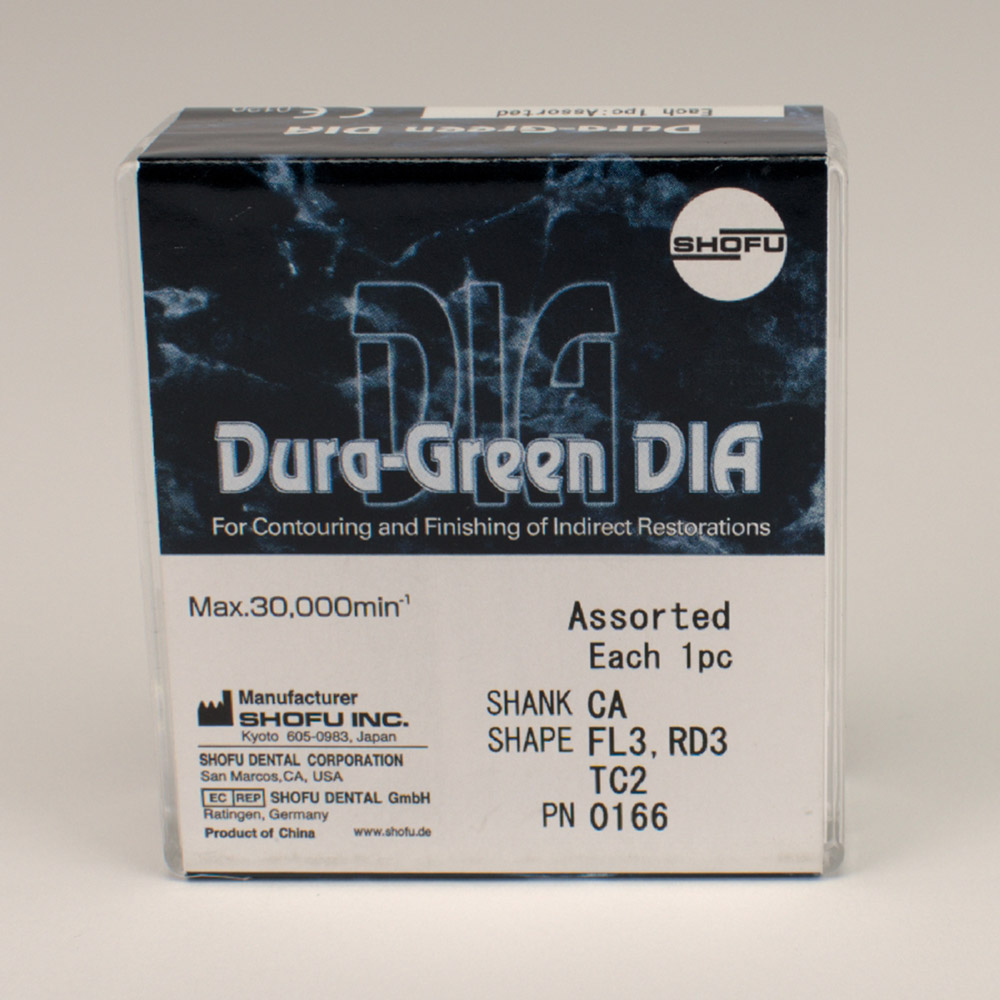 Each 1pc:Assorted
CE 0120
Dura-Green DIA
SHOFU
DIA
Dura-Green DIA
For Contouring and Finishing of Indirect Restorations
Max.30,000min⁻¹
Assorted
Each 1pc
Manufacturer
SHOFU INC.
Kyoto 605-0983, Japan
SHOFU DENTAL CORPORATION
San Marcos,CA, USA
EC REP SHOFU DENTAL GmbH
Ratingen, Germany
Product of China www.shofu.de
SHANK CA
SHAPE FL3, RD3
TC2
PN 0166